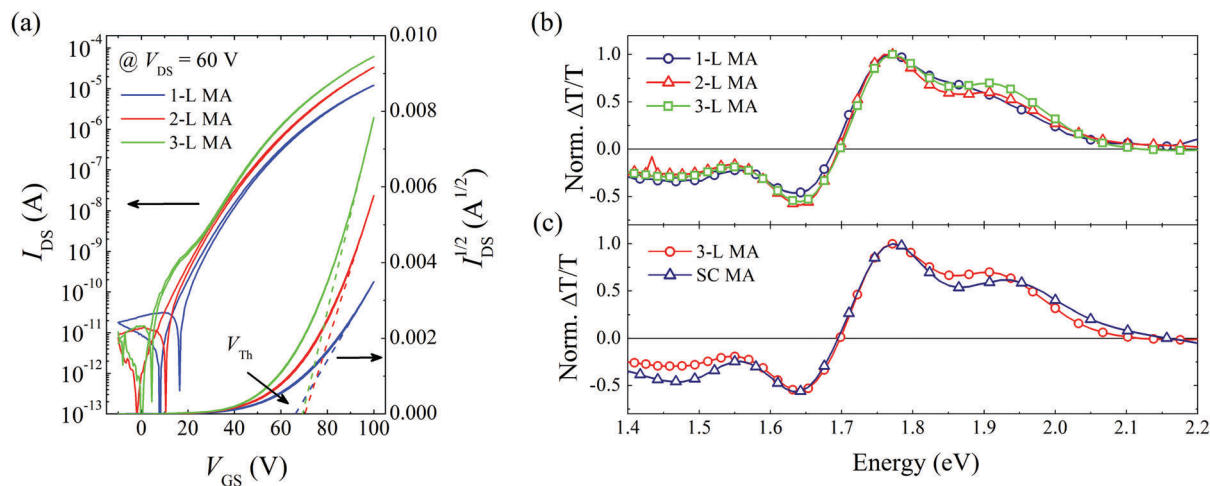 (a)
@ V_DS = 60 V
1-L MA
2-L MA
3-L MA
V_Th
10^-4
10^-5
10^-6
10^-7
10^-8
10^-9
10^-10
10^-11
10^-12
10^-13
I_DS (A)
0 20 40 60 80 100
V_GS (V)
0.010
0.008
0.006
0.004
0.002
0.000
I_DS^1/2 (A^1/2)
(b)
1-L MA
2-L MA
3-L MA
1.0
0.5
0.0
-0.5
Norm. ΔT/T
(c)
3-L MA
SC MA
1.0
0.5
0.0
-0.5
Norm. ΔT/T
1.4 1.5 1.6 1.7 1.8 1.9 2.0 2.1 2.2
Energy (eV)